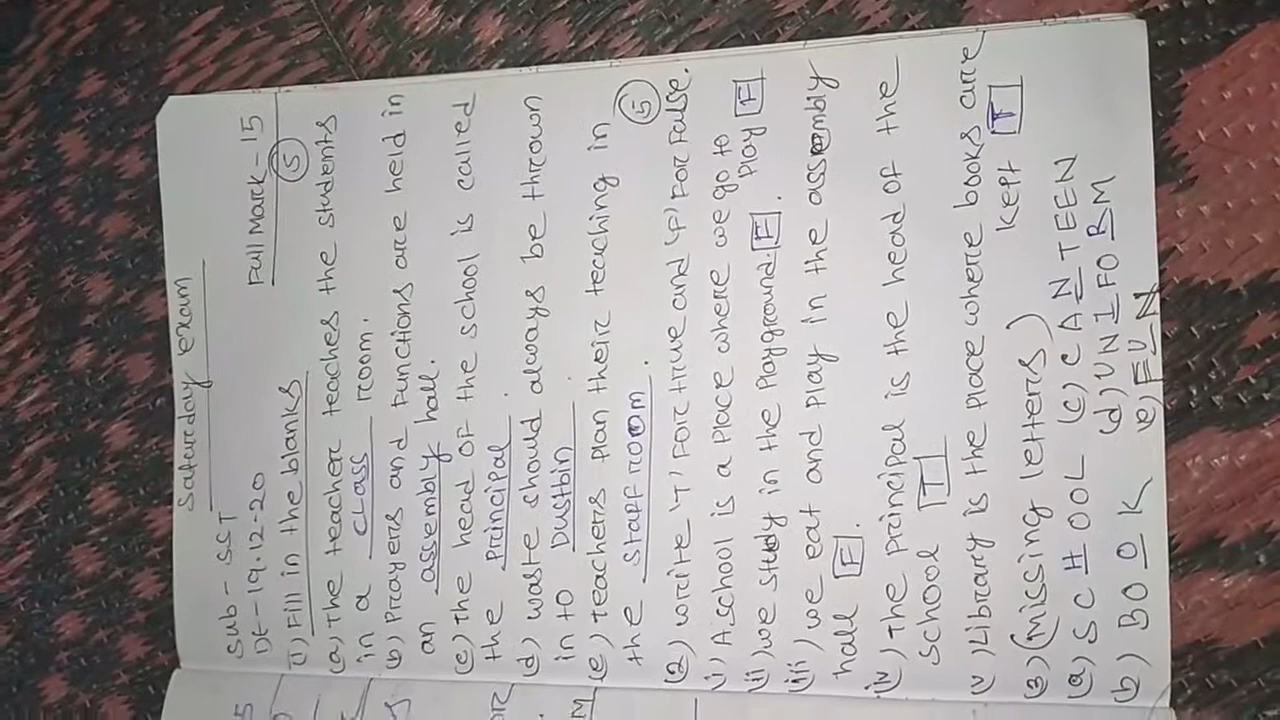 Saturday exam
Sub - SST
Dt - 19.12-20 Full Mark - 15
(1) Fill in the blanks (5)
(a) The teacher teaches the students
in a class room.
(b) Prayers and functions are held in
an assembly hall.
(c) The head of the school is called
the Principal.
(d) waste should always be thrown
in to Dustbin.
(e) teachers plan their teaching in
the staffroom. (5)
(2) write 'T' for true and 'F' for False.
(i) A school is a place where we go to
Play F
(ii) we study in the Playground. F.
(iii) we eat and play in the assembly
hall F.
(iv) The principal is the head of the
school T
(v) Library is the place where books are
kept T
(3) (Missing letters)
(a) SCHOOL (c) CANTEEN
(b) BOOK (d) UNIFORM
(e)